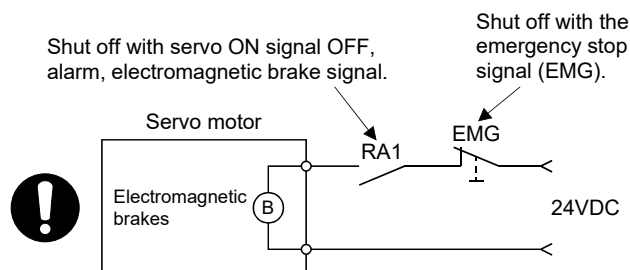 Shut off with servo ON signal OFF,
alarm, electromagnetic brake signal.
Shut off with the
emergency stop
signal (EMG).
Servo motor
RA1
EMG
Electromagnetic
brakes
B
24VDC